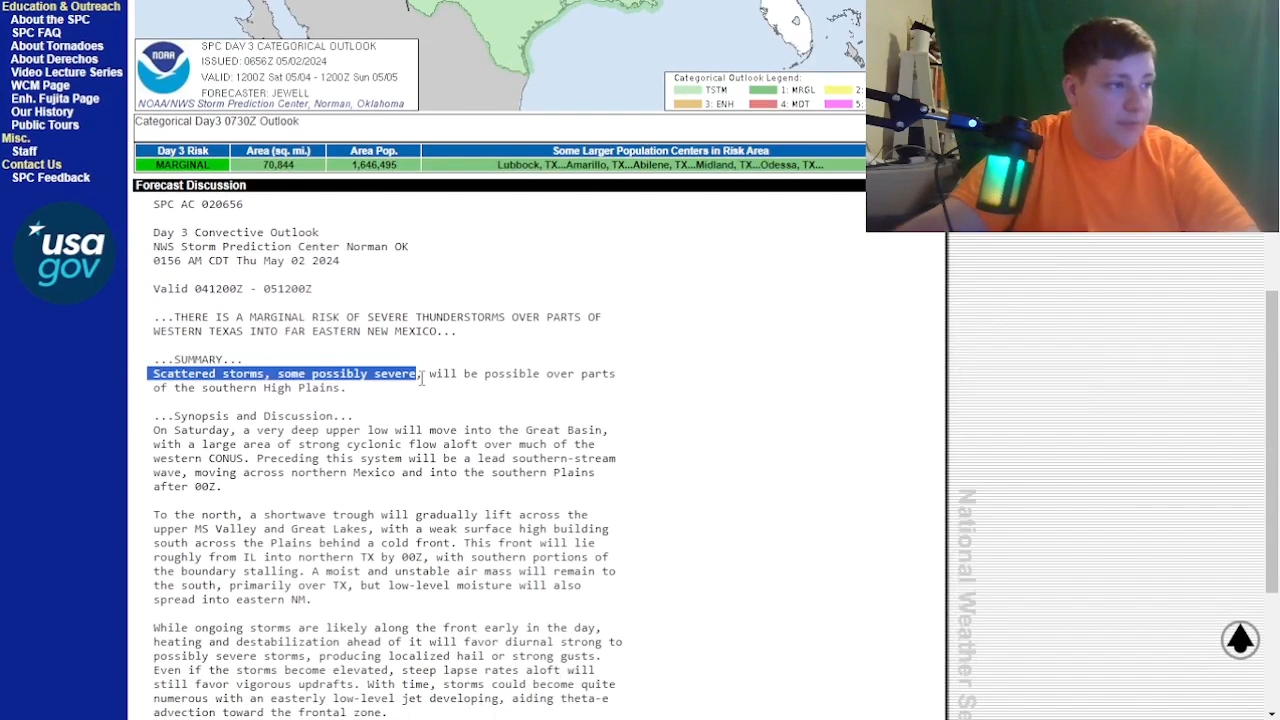 Education & Outreach
About the SPC
SPC FAQ
About Tornadoes
About Derechos
Video Lecture Series
WCM Page
Enh. Fujita Page
Our History
Public Tours
Misc.
Staff
Contact Us
SPC Feedback
usa
gov
NOAA
SPC DAY 3 CATEGORICAL OUTLOOK
ISSUED: 0656Z 05/02/2024
VALID: 1200Z Sat 05/04 - 1200Z Sun 05/05
FORECASTER: JEWELL
NOAA/NWS Storm Prediction Center, Norman, Oklahoma
Categorical Outlook Legend:
TSTM 1: MRGL 2:
3: ENH 4: MDT 5:
Categorical Day3 0730Z Outlook
Day 3 Risk Area (sq. mi.) Area Pop. Some Larger Population Centers in Risk Area
MARGINAL 70,844 1,646,495 Lubbock, TX...Amarillo, TX...Abilene, TX...Midland, TX...Odessa, TX...
Forecast Discussion
SPC AC 020656
Day 3 Convective Outlook
NWS Storm Prediction Center Norman OK
0156 AM CDT Thu May 02 2024
Valid 041200Z - 051200Z
...THERE IS A MARGINAL RISK OF SEVERE THUNDERSTORMS OVER PARTS OF
WESTERN TEXAS INTO FAR EASTERN NEW MEXICO...
...SUMMARY...
Scattered storms, some possibly severe, will be possible over parts
of the southern High Plains.
...Synopsis and Discussion...
On Saturday, a very deep upper low will move into the Great Basin,
with a large area of strong cyclonic flow aloft over much of the
western CONUS. Preceding this system will be a lead southern-stream
wave, moving across northern Mexico and into the southern Plains
after 00Z.
To the north, a shortwave trough will gradually lift across the
upper MS Valley and Great Lakes, with a weak surface high building
south across the Plains behind a cold front. This front will lie
roughly from IL into northern TX by 00Z, with southern portions of
the boundary stalling. A moist and unstable air mass will remain to
the south, primarily over TX, but low-level moisture will also
spread into eastern NM.
While ongoing storms are likely along the front early in the day,
heating and destabilization ahead of it will favor diurnal strong to
possibly severe storms, producing localized hail or strong gusts.
Even if the storms become elevated, steep lapse rates aloft will
still favor vigorous updrafts. With time, storms could become quite
numerous with an easterly low-level jet developing, aiding theta-e
advection toward the frontal zone.
National Weather Se